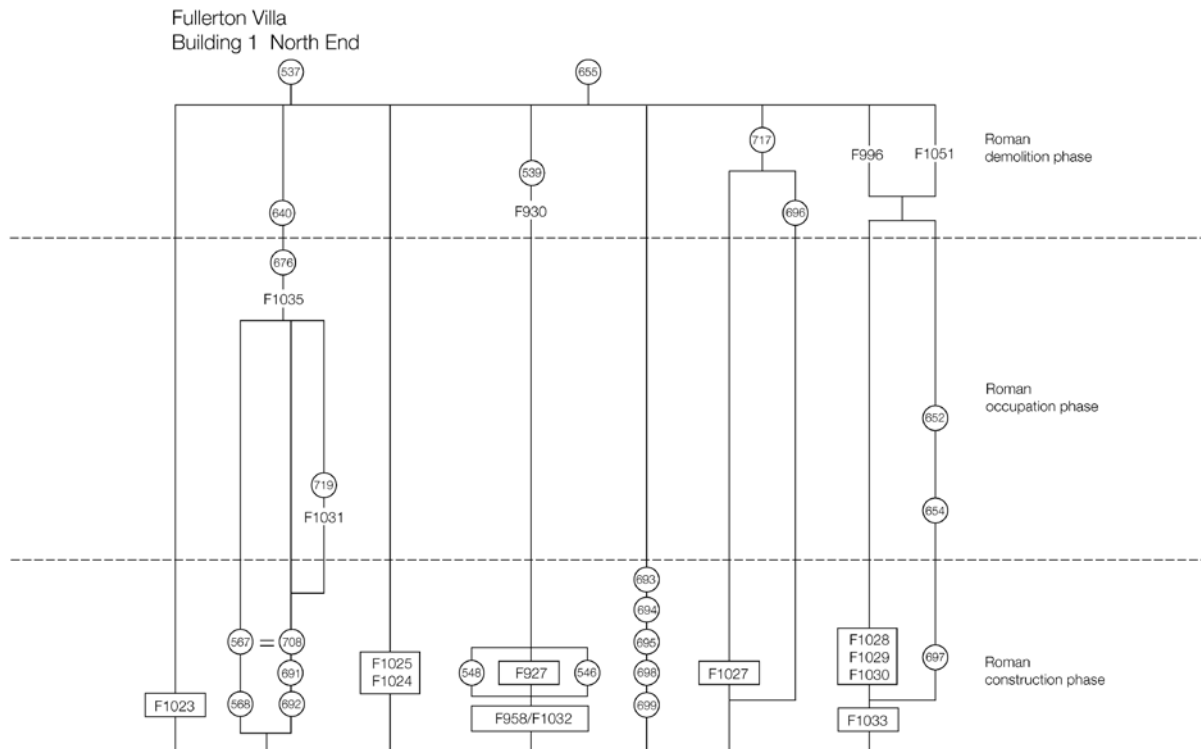 Fullerton Villa
Building 1 North End
537
655
717
Roman
demolition phase
F996
F1051
539
F930
640
696
676
F1035
652
Roman
occupation phase
719
654
F1031
693
694
567 = 708
695
F1028
F1029
F1030
697
F1025
F1024
548
F927
546
698
F1027
Roman
construction phase
691
F1023
568
692
F958/F1032
699
F1033